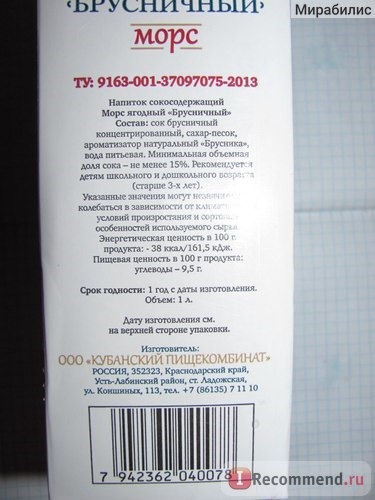 Мирабилис
«БРУСНИЧНЫЙ»
морс
ТУ: 9163-001-37097075-2013
Напиток сокосодержащий
Морс ягодный «Брусничный»
Состав: сок брусничный
концентрированный, сахар-песок,
ароматизатор натуральный «Брусника»,
вода питьевая. Минимальная объемная
доля сока – не менее 15%. Рекомендуется
детям школьного и дошкольного возраста
(старше 3-х лет).
Указанные значения могут
колебаться в зависимости от
условий произростания и
особенностей используемого
Энергетическая ценность в 100 г.
продукта: - 38 ккал/161,5 кДж.
Пищевая ценность в 100 г продукта:
углеводы – 9,5 г.
Срок годности: 1 год с даты изготовления.
Объем: 1 л.
Дату изготовления см.
на верхней стороне упаковки.
Изготовитель:
ООО «КУБАНСКИЙ ПИЩЕКОМБИНАТ»
РОССИЯ, 352323, Краснодарский край,
Усть-Лабинский район, ст. Ладожская,
ул. Коншиных, 113, тел. +7 (86135) 7 11 10
7 942362 040078
iRecommend.ru